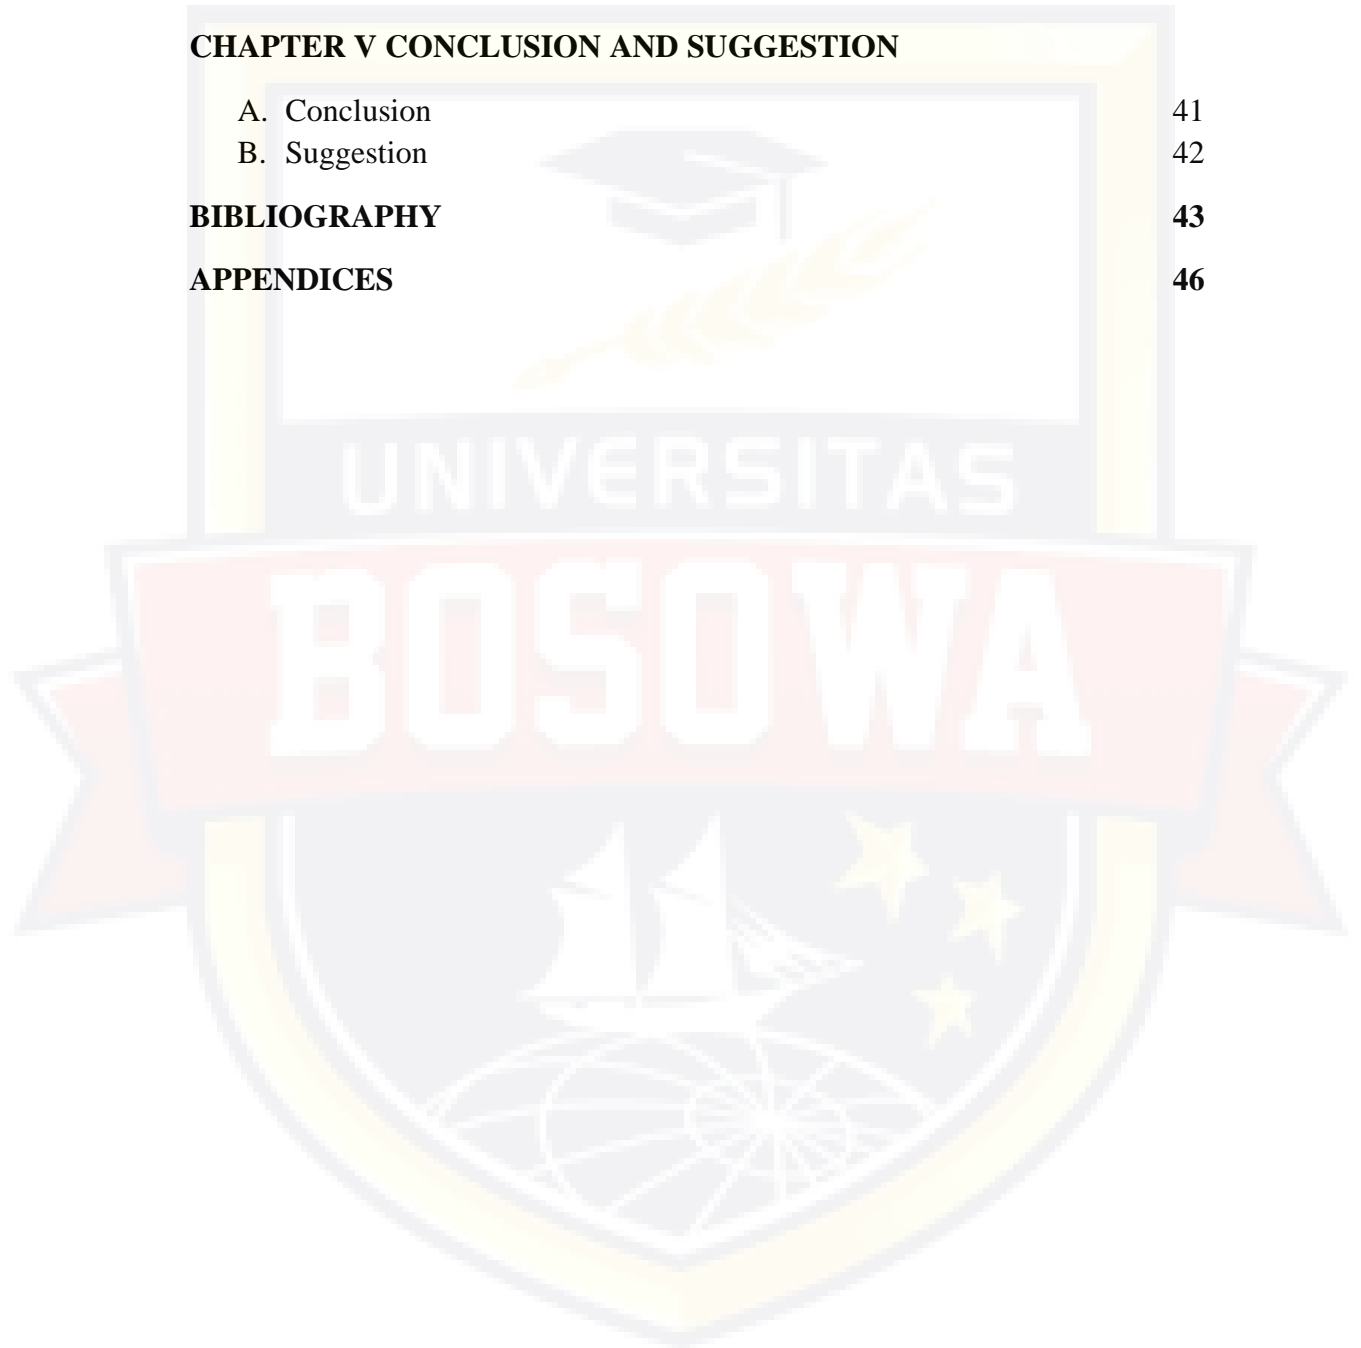 CHAPTER V CONCLUSION AND SUGGESTION
A. Conclusion 41
B. Suggestion 42
BIBLIOGRAPHY 43
APPENDICES 46
UNIVERSITAS
BOSOWA